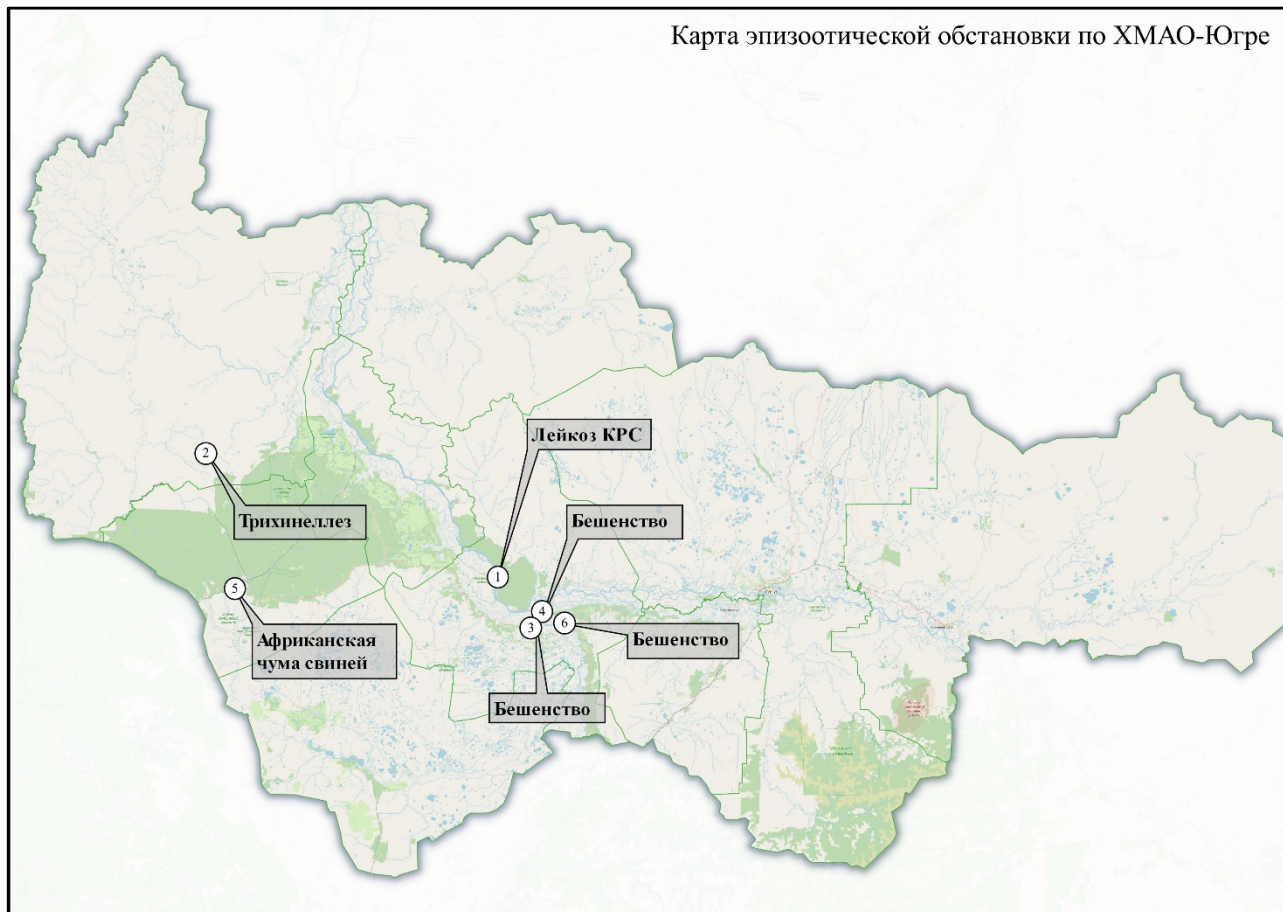 Карта эпизоотической обстановки по ХМАО-Югре
Лейкоз КРС
2
Трихинеллез
Бешенство
1
5
4
3
6
Африканская
чума свиней
Бешенство
Бешенство